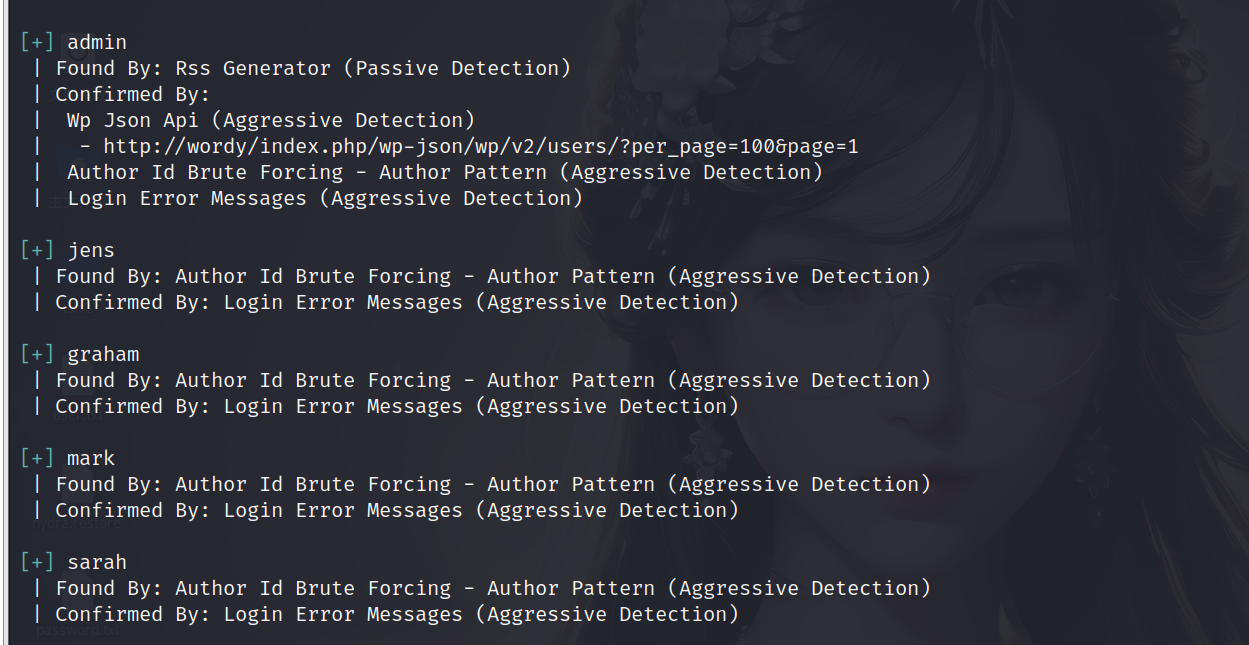 [+] admin
 | Found By: Rss Generator (Passive Detection)
 | Confirmed By:
 |  Wp Json Api (Aggressive Detection)
 |   - http://wordy/index.php/wp-json/wp/v2/users/?per_page=100&page=1
 |  Author Id Brute Forcing - Author Pattern (Aggressive Detection)
 |  Login Error Messages (Aggressive Detection)
[+] jens
 | Found By: Author Id Brute Forcing - Author Pattern (Aggressive Detection)
 | Confirmed By: Login Error Messages (Aggressive Detection)
[+] graham
 | Found By: Author Id Brute Forcing - Author Pattern (Aggressive Detection)
 | Confirmed By: Login Error Messages (Aggressive Detection)
[+] mark
 | Found By: Author Id Brute Forcing - Author Pattern (Aggressive Detection)
 | Confirmed By: Login Error Messages (Aggressive Detection)
hydra.restore
[+] sarah
 | Found By: Author Id Brute Forcing - Author Pattern (Aggressive Detection)
 | Confirmed By: Login Error Messages (Aggressive Detection)
password.txt